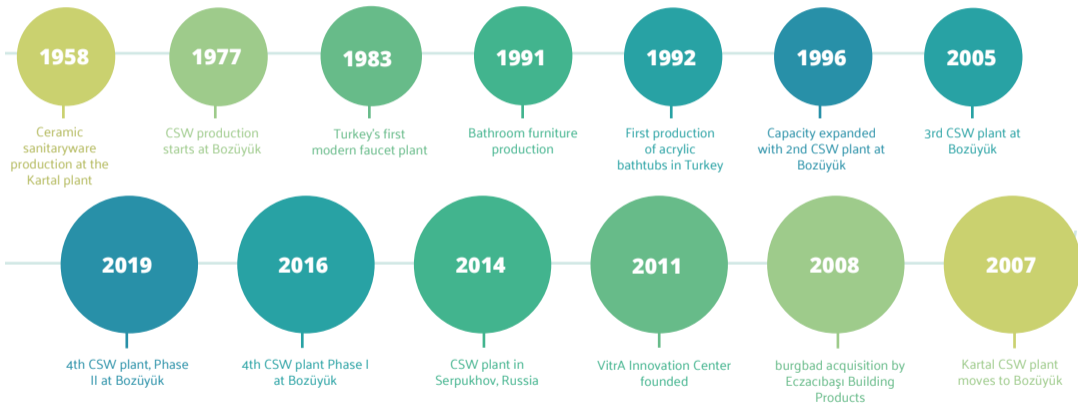 1958
Ceramic
sanitaryware
production at the
Kartal plant
1977
CSW production
starts at Bozüyük
1983
Turkey's first
modern faucet plant
1991
Bathroom furniture
production
1992
First production
of acrylic
bathtubs in Turkey
1996
Capacity expanded
with 2nd CSW plant at
Bozüyük
2005
3rd CSW plant at
Bozüyük
2019
4th CSW plant, Phase
II at Bozüyük
2016
4th CSW plant Phase I
at Bozüyük
2014
CSW plant in
Serpukhov, Russia
2011
VitrA Innovation Center
founded
2008
burgbad acquisition by
Eczacıbaşı Building
Products
2007
Kartal CSW plant
moves to Bozüyük